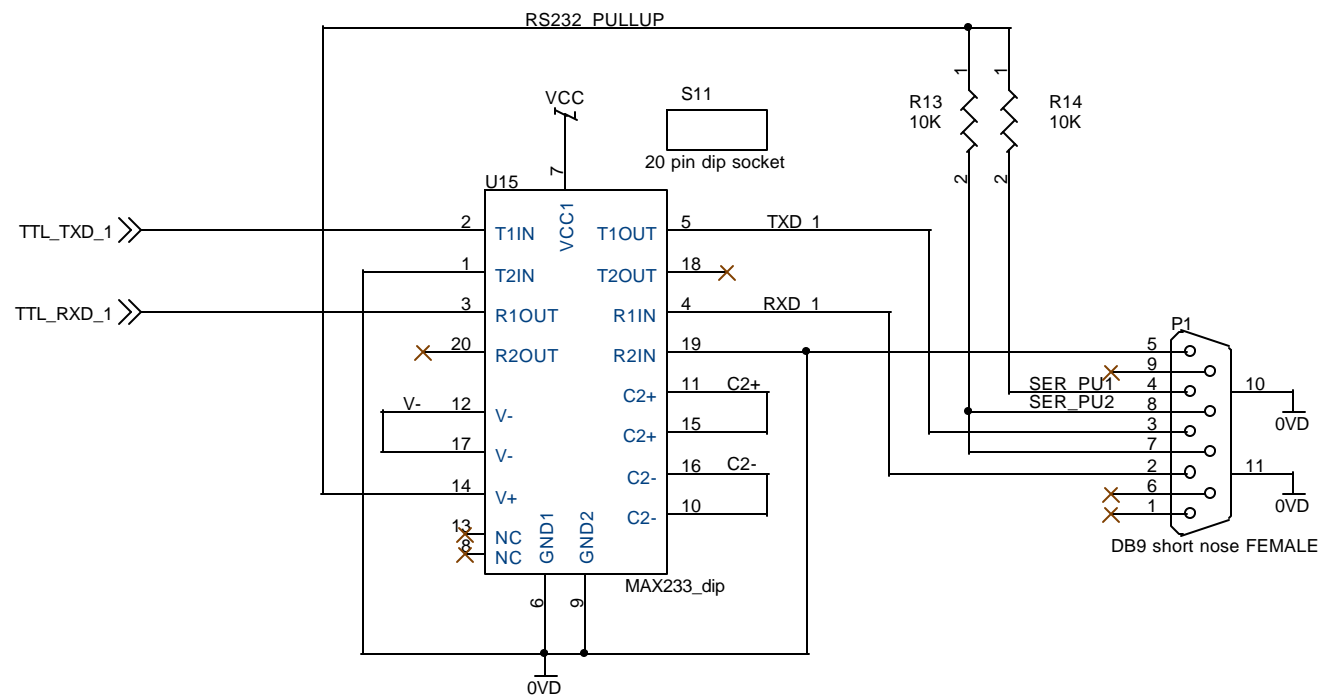 RS232_PULLUP
VCC
S11
20 pin dip socket
R13
10K
R14
10K
1
1
2
2
U15
7
VCC1
TTL_TXD_1
2
T1IN
T1OUT
5
TXD_1
1
T2IN
T2OUT
18
TTL_RXD_1
3
R1OUT
R1IN
4
RXD_1
20
R2OUT
R2IN
19
C2+
11
C2+
V-
12
V-
C2+
15
17
V-
C2-
16
C2-
14
V+
C2-
10
13
NC
8
NC
GND1
GND2
6
9
MAX233_dip
0VD
P1
5
9
SER_PU1
4
SER_PU2
8
3
7
2
6
1
10
0VD
11
0VD
DB9 short nose FEMALE